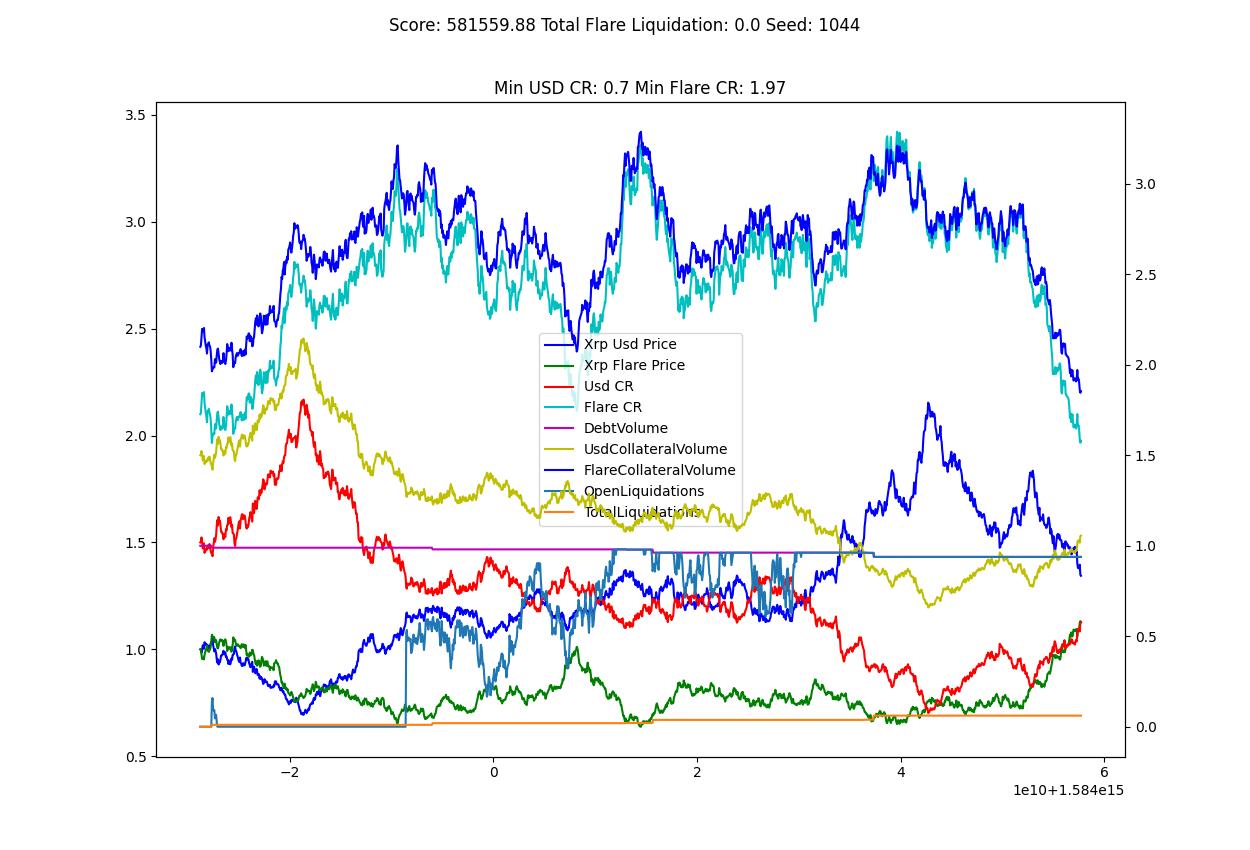 Score: 581559.88 Total Flare Liquidation: 0.0 Seed: 1044
Min USD CR: 0.7 Min Flare CR: 1.97
3.5
3.0
2.5
2.0
1.5
1.0
0.5
3.0
2.5
2.0
1.5
1.0
0.5
0.0
Xrp Usd Price
Xrp Flare Price
Usd CR
Flare CR
DebtVolume
UsdCollateralVolume
FlareCollateralVolume
OpenLiquidations
TotalLiquidations
−2 0 2 4 6
1e10+1.584e15